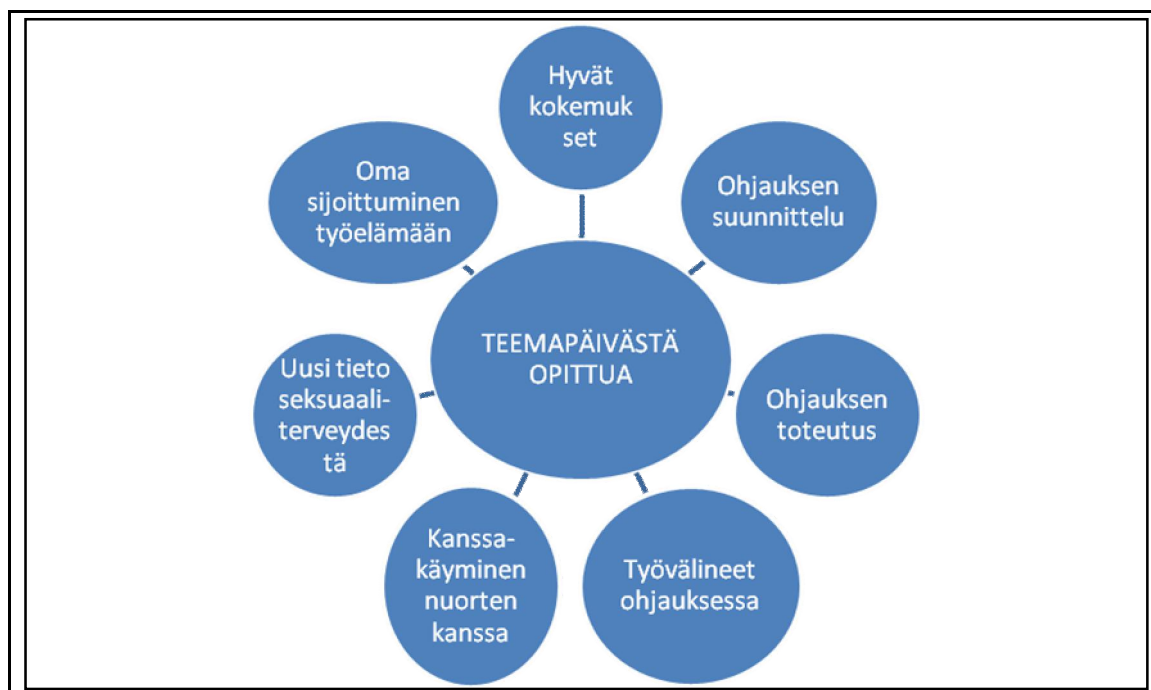 Hyvät
kokemuk
set
Ohjauksen
suunnittelu
Ohjauksen
toteutus
Työvälineet
ohjauksessa
Kanssa-
käyminen
nuorten
kanssa
Uusi tieto
seksuaali-
terveydes
tä
Oma
sijoittuminen
työelämään
TEEMAPÄIVÄSTÄ
OPITTUA